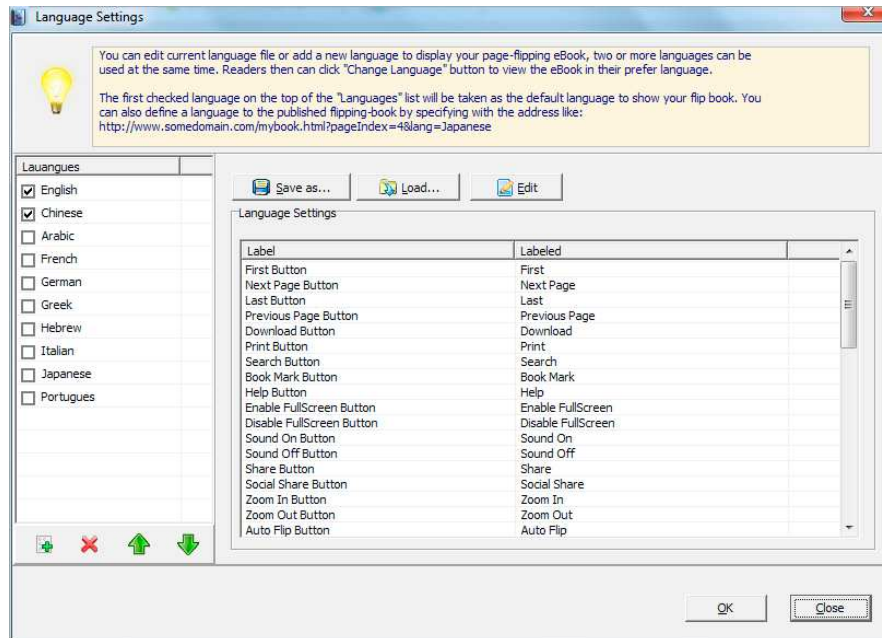 Language Settings
You can edit current language file or add a new language to display your page-flipping eBook, two or more languages can be
used at the same time. Readers then can click "Change Language" button to view the eBook in their prefer language.
The first checked language on the top of the "Languages" list will be taken as the default language to show your flip book. You
can also define a language to the published flipping-book by specifying with the address like:
http://www.somedomain.com/mybook.html?pageIndex=4&lang=Japanese
Lauangues
English
Chinese
Arabic
French
German
Greek
Hebrew
Italian
Japanese
Portugues
Save as... Load... Edit
Language Settings
Label Labeled
First Button First
Next Page Button Next Page
Last Button Last
Previous Page Button Previous Page
Download Button Download
Print Button Print
Search Button Search
Book Mark Button Book Mark
Help Button Help
Enable FullScreen Button Enable FullScreen
Disable FullScreen Button Disable FullScreen
Sound On Button Sound On
Sound Off Button Sound Off
Share Button Share
Social Share Button Social Share
Zoom In Button Zoom In
Zoom Out Button Zoom Out
Auto Flip Button Auto Flip
OK Close